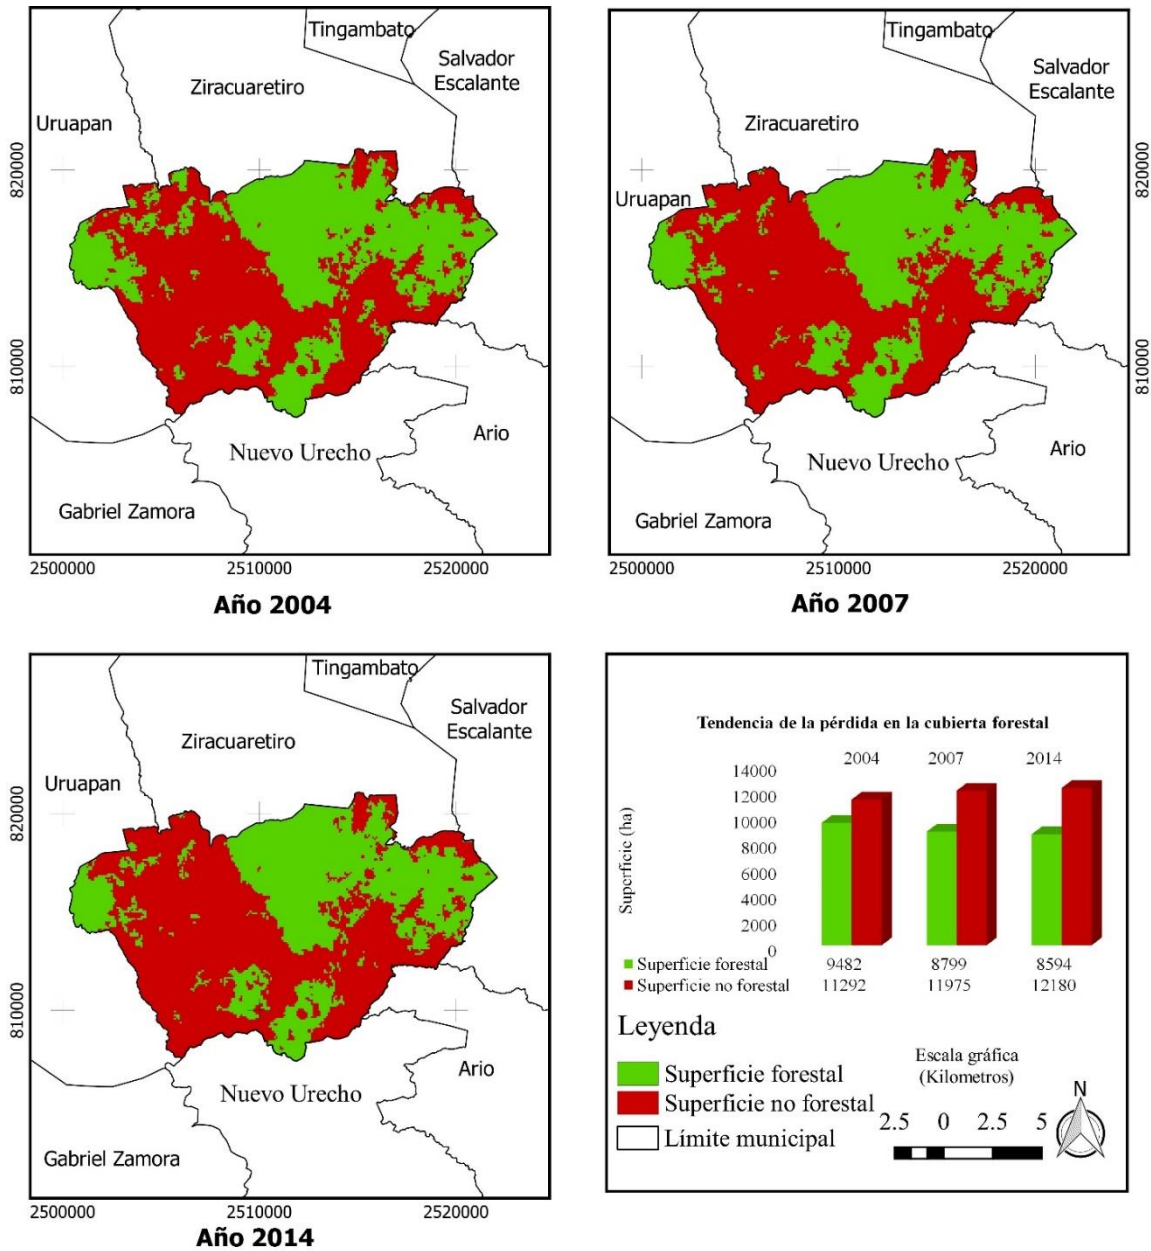 Tingambato
Salvador
Escalante
Ziracuaretiro
Uruapan
820000
810000
Nuevo Urecho
Ario
Gabriel Zamora
2500000 2510000 2520000
Año 2004
Tingambato
Salvador
Escalante
Ziracuaretiro
Uruapan
820000
810000
Nuevo Urecho
Ario
Gabriel Zamora
2500000 2510000 2520000
Año 2007
Tingambato
Salvador
Escalante
Ziracuaretiro
Uruapan
820000
810000
Nuevo Urecho
Ario
Gabriel Zamora
2500000 2510000 2520000
Año 2014
Tendencia de la pérdida en la cubierta forestal
2004 2007 2014
Superficie (ha)
14000
12000
10000
8000
6000
4000
2000
0
Superficie forestal 9482 8799 8594
Superficie no forestal 11292 11975 12180
Leyenda
Superficie forestal
Superficie no forestal
Límite municipal
Escala gráfica
(Kilometros)
2.5 0 2.5 5
N